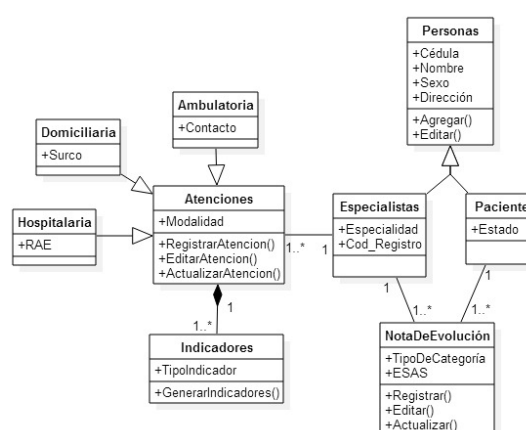 Personas
+Cédula
+Nombre
+Sexo
+Dirección
+Agregar()
+Editar()
Ambulatoria
+Contacto
Domiciliaria
+Surco
Hospitalaria
+RAE
Atenciones
+Modalidad
+RegistrarAtencion()
+EditarAtencion()
+ActualizarAtencion()
1..*
1
Especialistas
+Especialidad
+Cod_Registro
Paciente
+Estado
1
1..*
1
1..*
1
1..*
Indicadores
+TipoIndicador
+GenerarIndicadores()
NotaDeEvolución
+TipoDeCategoría
+ESAS
+Registrar()
+Editar()
+Actualizar()